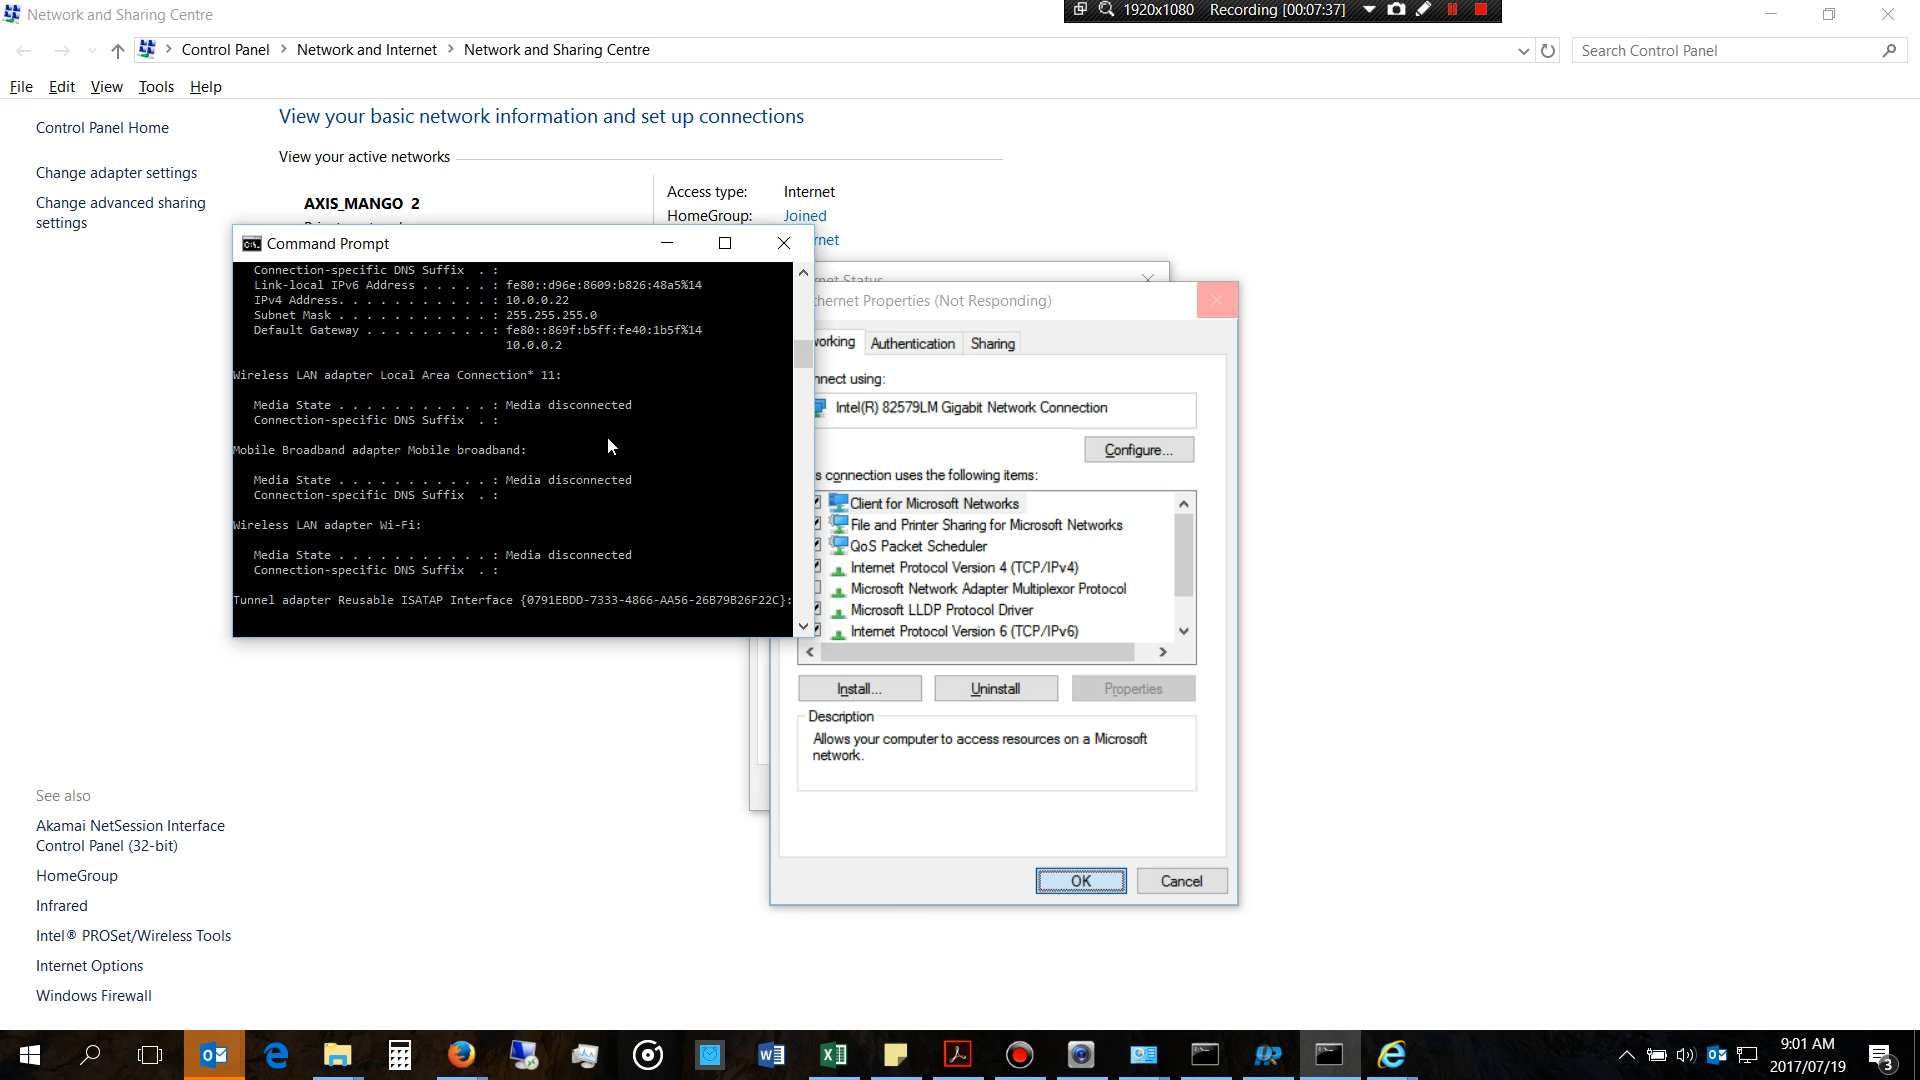 Network and Sharing Centre
1920x1080 Recording [00:07:37]
Control Panel > Network and Internet > Network and Sharing Centre
Search Control Panel
File Edit View Tools Help
Control Panel Home
Change adapter settings
Change advanced sharing
settings
View your basic network information and set up connections
View your active networks
AXIS_MANGO 2
Access type: Internet
HomeGroup: Joined
rnet
Command Prompt
Connection-specific DNS Suffix . :
Link-local IPv6 Address . . . . . : fe80::d96e:8609:b826:48a5%14
IPv4 Address. . . . . . . . . . . : 10.0.0.22
Subnet Mask . . . . . . . . . . . : 255.255.255.0
Default Gateway . . . . . . . . . : fe80::869f:b5ff:fe40:1b5f%14
10.0.0.2
Wireless LAN adapter Local Area Connection* 11:
Media State . . . . . . . . . . . : Media disconnected
Connection-specific DNS Suffix . :
Mobile Broadband adapter Mobile broadband:
Media State . . . . . . . . . . . : Media disconnected
Connection-specific DNS Suffix . :
Wireless LAN adapter Wi-Fi:
Media State . . . . . . . . . . . : Media disconnected
Connection-specific DNS Suffix . :
Tunnel adapter Reusable ISATAP Interface {0791EBDD-7333-4866-AA56-26B79B26F22C}:
net Status
hernet Properties (Not Responding)
working Authentication Sharing
nnect using:
Intel(R) 82579LM Gigabit Network Connection
Configure...
s connection uses the following items:
Client for Microsoft Networks
File and Printer Sharing for Microsoft Networks
QoS Packet Scheduler
Internet Protocol Version 4 (TCP/IPv4)
Microsoft Network Adapter Multiplexor Protocol
Microsoft LLDP Protocol Driver
Internet Protocol Version 6 (TCP/IPv6)
Install... Uninstall Properties
Description
Allows your computer to access resources on a Microsoft
network.
OK Cancel
See also
Akamai NetSession Interface
Control Panel (32-bit)
HomeGroup
Infrared
Intel® PROSet/Wireless Tools
Internet Options
Windows Firewall
9:01 AM
2017/07/19
3